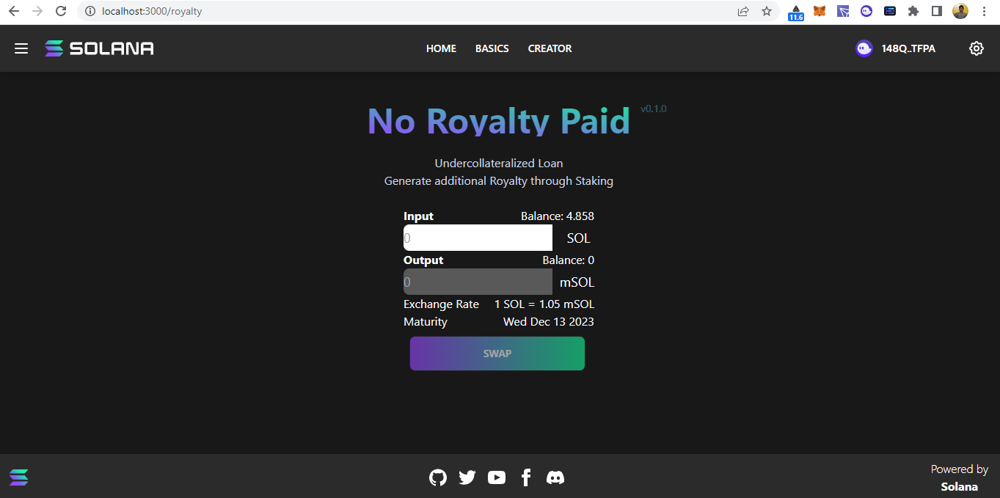 localhost:3000/royalty
11.6
SOLANA
HOME BASICS CREATOR
148Q..TFPA
No Royalty Paid v0.1.0
Undercollateralized Loan
Generate additional Royalty through Staking
Input Balance: 4.858
0 SOL
Output Balance: 0
0 mSOL
Exchange Rate 1 SOL = 1.05 mSOL
Maturity Wed Dec 13 2023
SWAP
Powered by
Solana